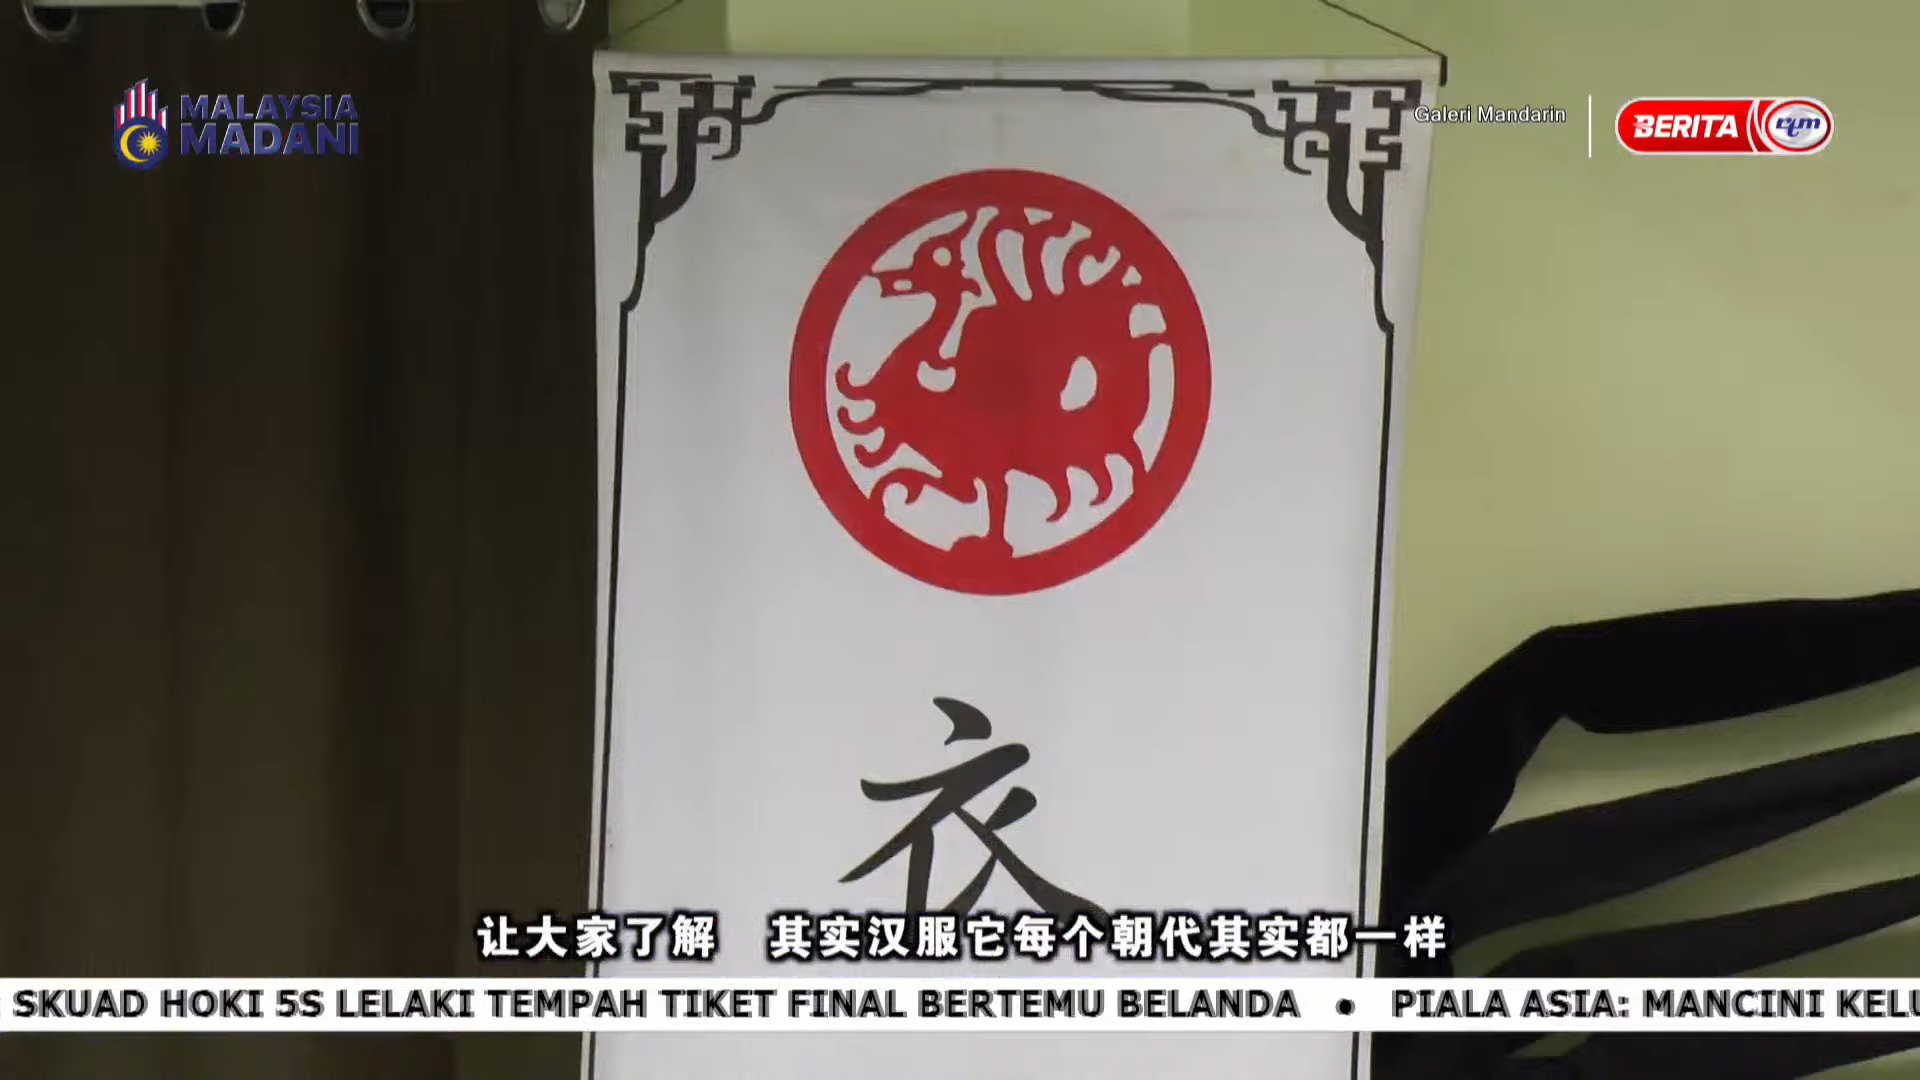 MALAYSIA
MADANI
Galeri Mandarin
BERITA rtm
衣
让大家了解 其实汉服它每个朝代其实都一样
SKUAD HOKI 5S LELAKI TEMPAH TIKET FINAL BERTEMU BELANDA • PIALA ASIA: MANCINI KELU